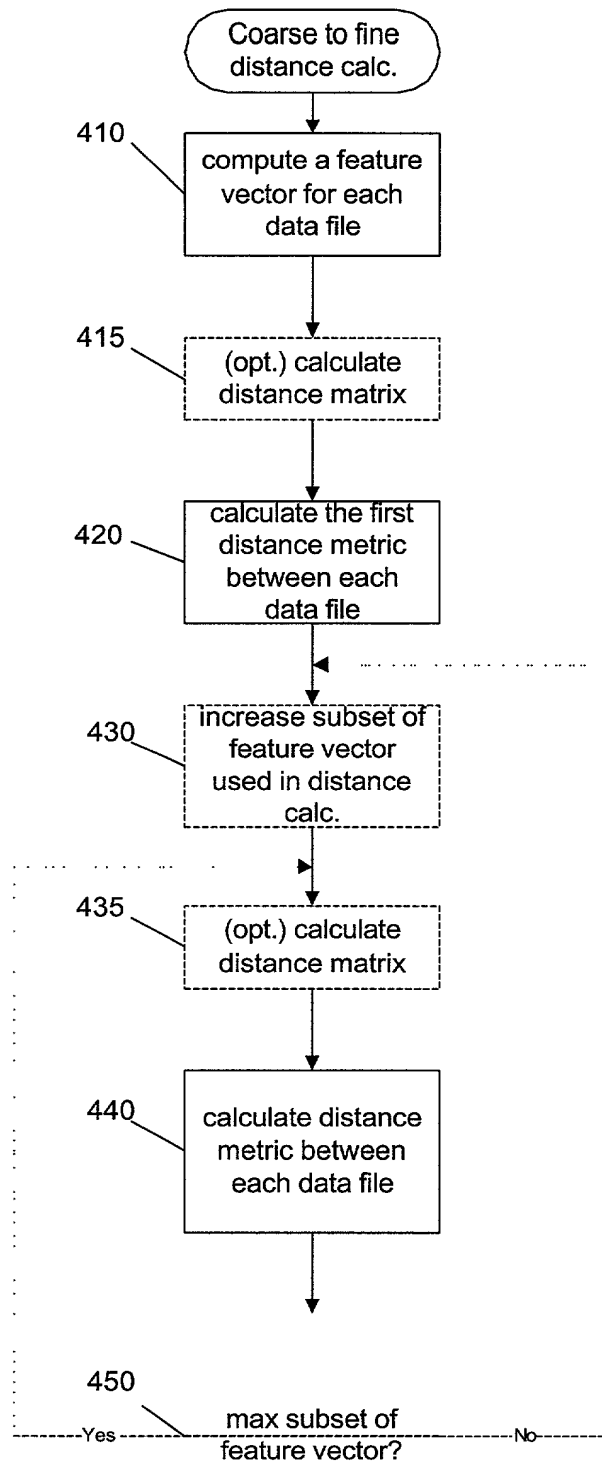 Coarse to fine
distance calc.
410
compute a feature
vector for each
data file
415
(opt.) calculate
distance matrix
420
calculate the first
distance metric
between each
data file
430
increase subset of
feature vector
used in distance
calc.
435
(opt.) calculate
distance matrix
440
calculate distance
metric between
each data file
450
max subset of
feature vector?
Yes
No